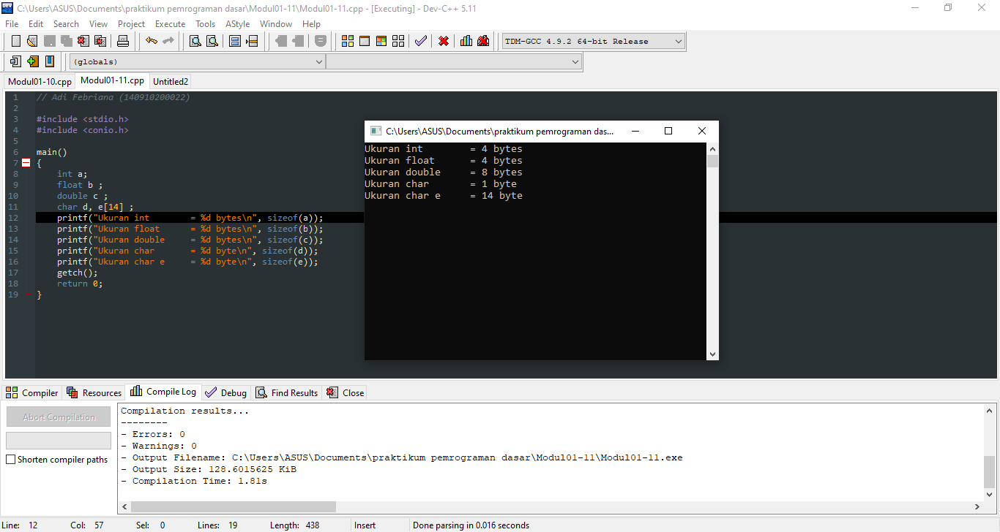 C:\Users\ASUS\Documents\praktikum pemrograman dasar\Modul01-11\Modul01-11.cpp - [Executing] - Dev-C++ 5.11
File Edit Search View Project Execute Tools AStyle Window Help
TDM-GCC 4.9.2 64-bit Release
(globals)
Modul01-10.cpp Modul01-11.cpp Untitled2
1 // Adi Febriana (140910200022)
2
3 #include <stdio.h>
4 #include <conio.h>
5
6 main()
7 {
8 int a;
9 float b ;
10 double c ;
11 char d, e[14] ;
12 printf("Ukuran int = %d bytes\n", sizeof(a));
13 printf("Ukuran float = %d bytes\n", sizeof(b));
14 printf("Ukuran double = %d bytes\n", sizeof(c));
15 printf("Ukuran char = %d byte\n", sizeof(d));
16 printf("Ukuran char e = %d byte\n", sizeof(e));
17 getch();
18 return 0;
19 }
C:\Users\ASUS\Documents\praktikum pemrograman das...
Ukuran int = 4 bytes
Ukuran float = 4 bytes
Ukuran double = 8 bytes
Ukuran char = 1 byte
Ukuran char e = 14 byte
Compiler Resources Compile Log Debug Find Results Close
Abort Compilation
Shorten compiler paths
Compilation results...
--------
- Errors: 0
- Warnings: 0
- Output Filename: C:\Users\ASUS\Documents\praktikum pemrograman dasar\Modul01-11\Modul01-11.exe
- Output Size: 128.6015625 KiB
- Compilation Time: 1.81s
Line: 12 Col: 57 Sel: 0 Lines: 19 Length: 438 Insert Done parsing in 0.016 seconds